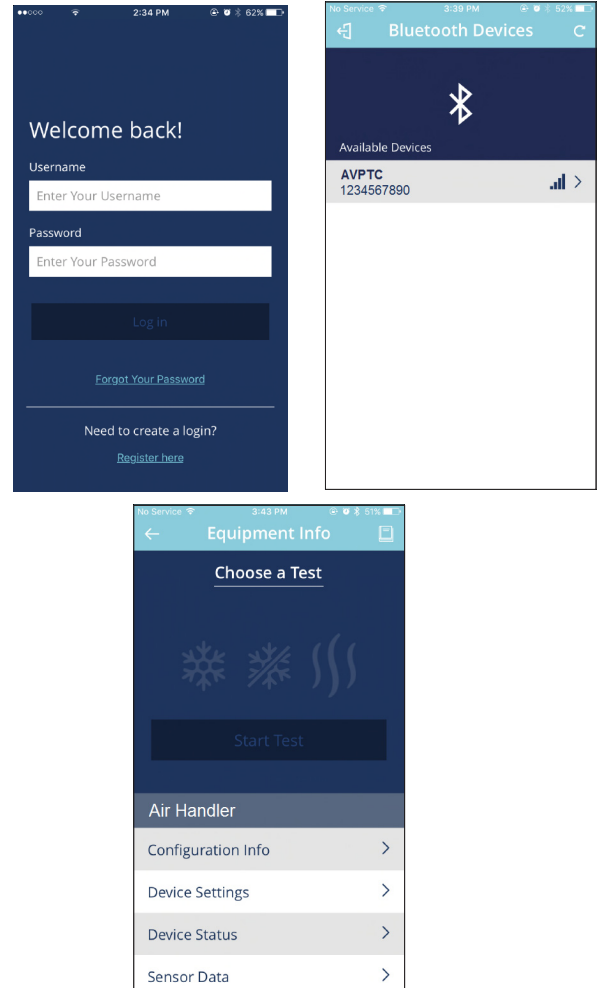 2:34 PM
62%
Welcome back!
Username
Enter Your Username
Password
Enter Your Password
Log in
Forgot Your Password
Need to create a login?
Register here
No Service
3:39 PM
52%
Bluetooth Devices
Available Devices
AVPTC
1234567890
No Service
3:43 PM
51%
Equipment Info
Choose a Test
Start Test
Air Handler
Configuration Info
Device Settings
Device Status
Sensor Data